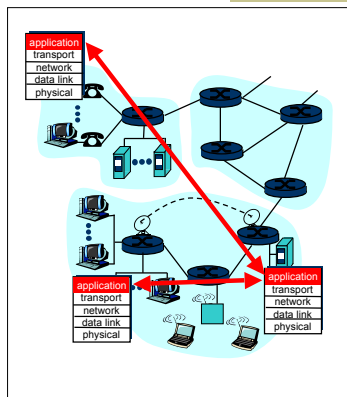 application
transport
network
data link
physical
application
transport
network
data link
physical
application
transport
network
data link
physical